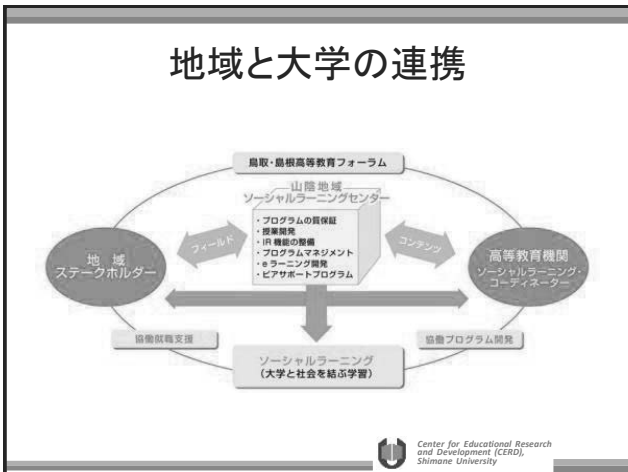 地域と大学の連携
鳥取・島根高等教育フォーラム
山陰地域
ソーシャルラーニングセンター
・プログラムの質保証
・授業開発
・IR 機能の整備
・プログラムマネジメント
・e ラーニング開発
・ピアサポートプログラム
フィールド
コンテンツ
地 域
ステークホルダー
高等教育機関
ソーシャルラーニング・
コーディネーター
協働就職支援
協働プログラム開発
ソーシャルラーニング
(大学と社会を結ぶ学習)
Center for Educational Research
and Development (CERD),
Shimane University